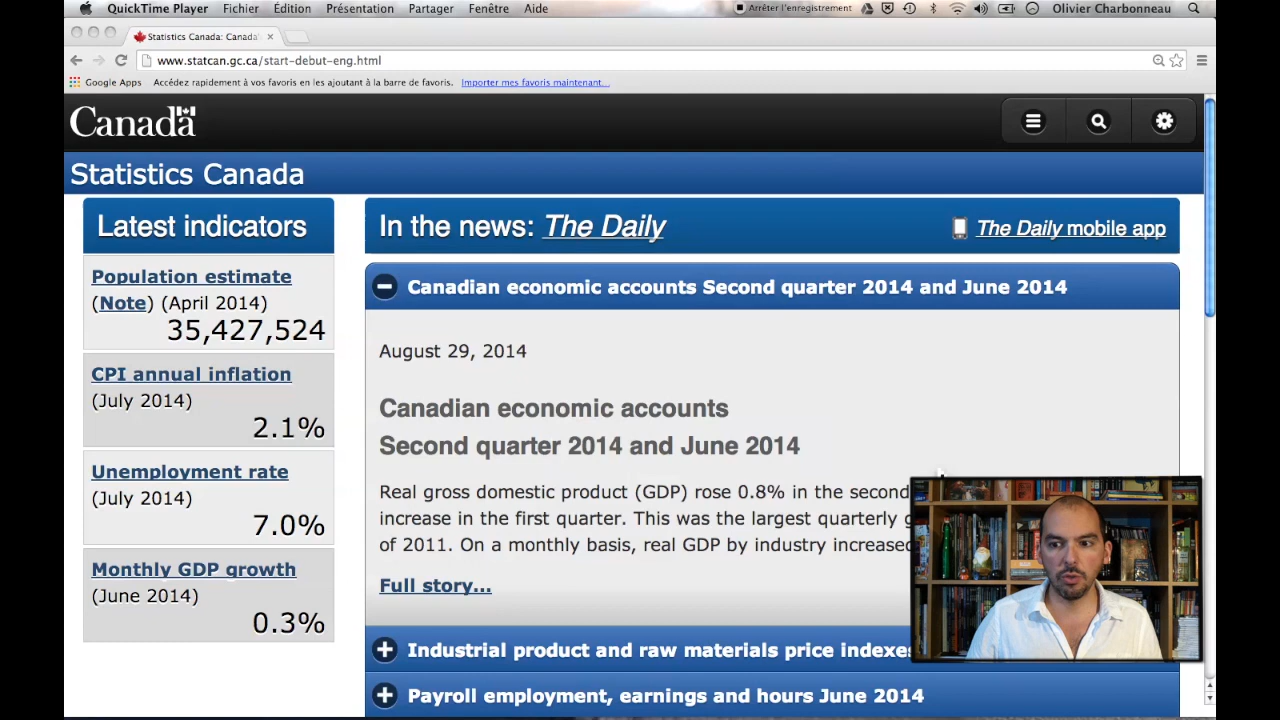 QuickTime Player Fichier Édition Présentation Partager Fenêtre Aide Arrêter l'enregistrement Olivier Charbonneau
Statistics Canada: Canada'
www.statcan.gc.ca/start-debut-eng.html
Google Apps Accédez rapidement à vos favoris en les ajoutant à la barre de favoris. Importer mes favoris maintenant...
Canada
Statistics Canada
Latest indicators
Population estimate
(Note) (April 2014)
35,427,524
CPI annual inflation
(July 2014)
2.1%
Unemployment rate
(July 2014)
7.0%
Monthly GDP growth
(June 2014)
0.3%
In the news: The Daily
The Daily mobile app
Canadian economic accounts Second quarter 2014 and June 2014
August 29, 2014
Canadian economic accounts
Second quarter 2014 and June 2014
Real gross domestic product (GDP) rose 0.8% in the second
increase in the first quarter. This was the largest quarterly g
of 2011. On a monthly basis, real GDP by industry increased
Full story...
Industrial product and raw materials price indexes
Payroll employment, earnings and hours June 2014